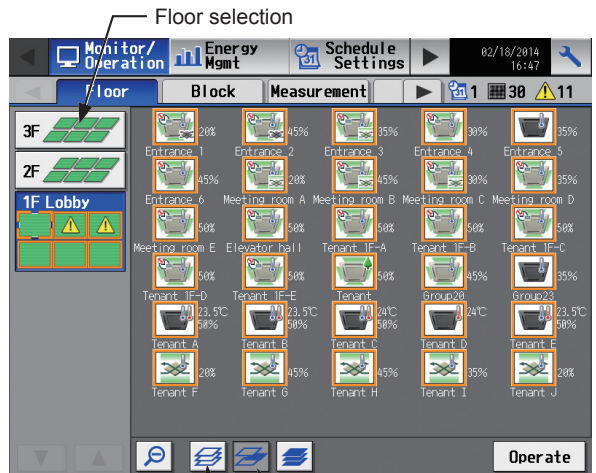 Floor selection
Monitor/ Operation
Energy Mgmt
Schedule Settings
02/18/2014 16:47
Floor
Block
Measurement
31 1
30
11
3F
2F
1F Lobby
20% 45% 35% 30% 35%
Entrance 1 Entrance 2 Entrance 3 Entrance 4 Entrance 5
45% 20% 45% 30% 35%
Entrance 6 Meeting room A Meeting room B Meeting room C Meeting room D
50% 50% 50% 50% 50%
Meeting room E Elevator hall Tenant 1F-A Tenant 1F-B Tenant 1F-C
50% 50% 50% 45% 35%
Tenant 1F-D Tenant 1F-E Tenant Group20 Group23
23.5℃ 50% 23.5℃ 50% 24℃ 50% 24℃ 23.5℃ 50%
Tenant A Tenant B Tenant C Tenant D Tenant E
20% 45% 45% 35% 20%
Tenant F Tenant G Tenant H Tenant I Tenant J
Operate